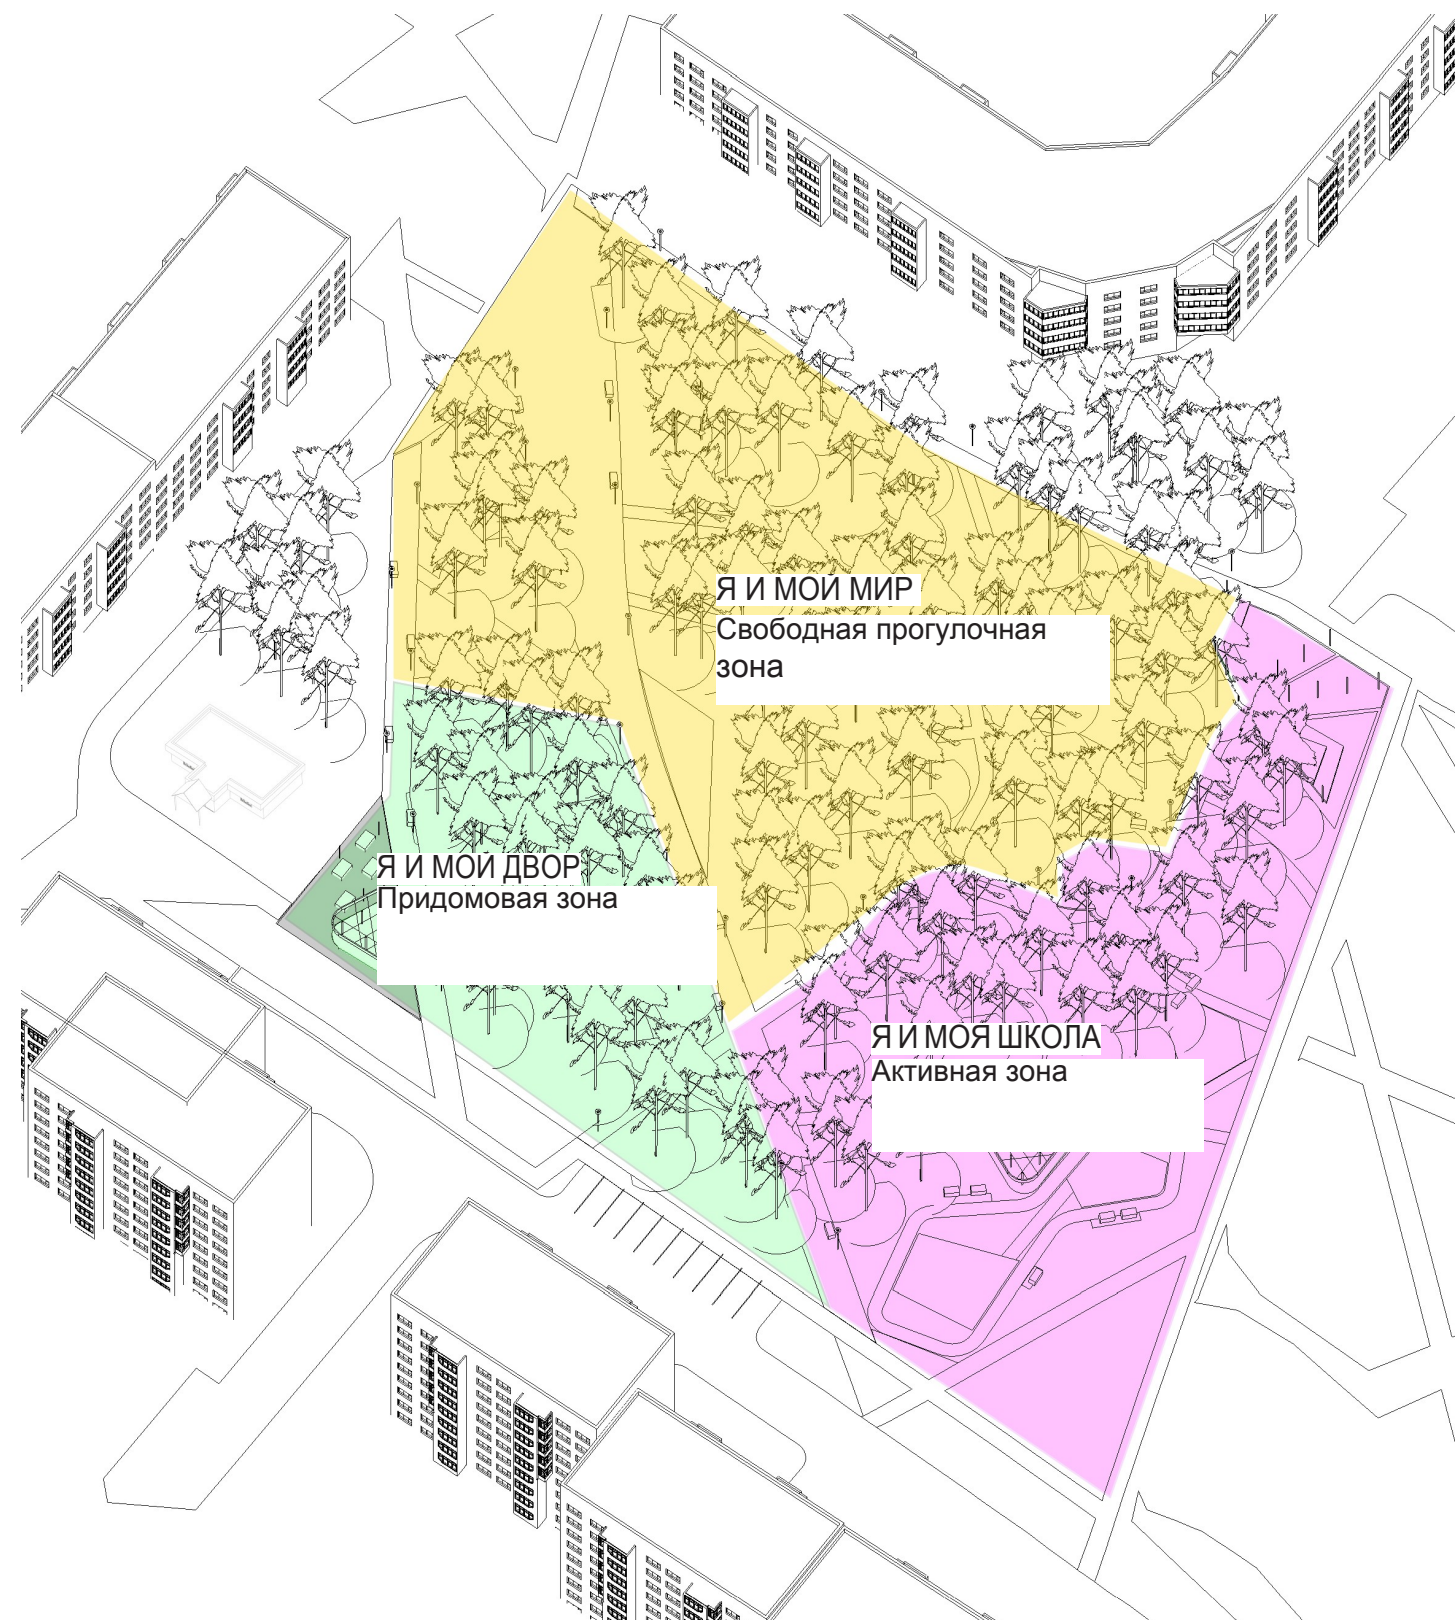 Я И МОЙ МИР
Свободная прогулочная
зона
Я И МОЙ ДВОР
Придомовая зона
Я И МОЯ ШКОЛА
Активная зона